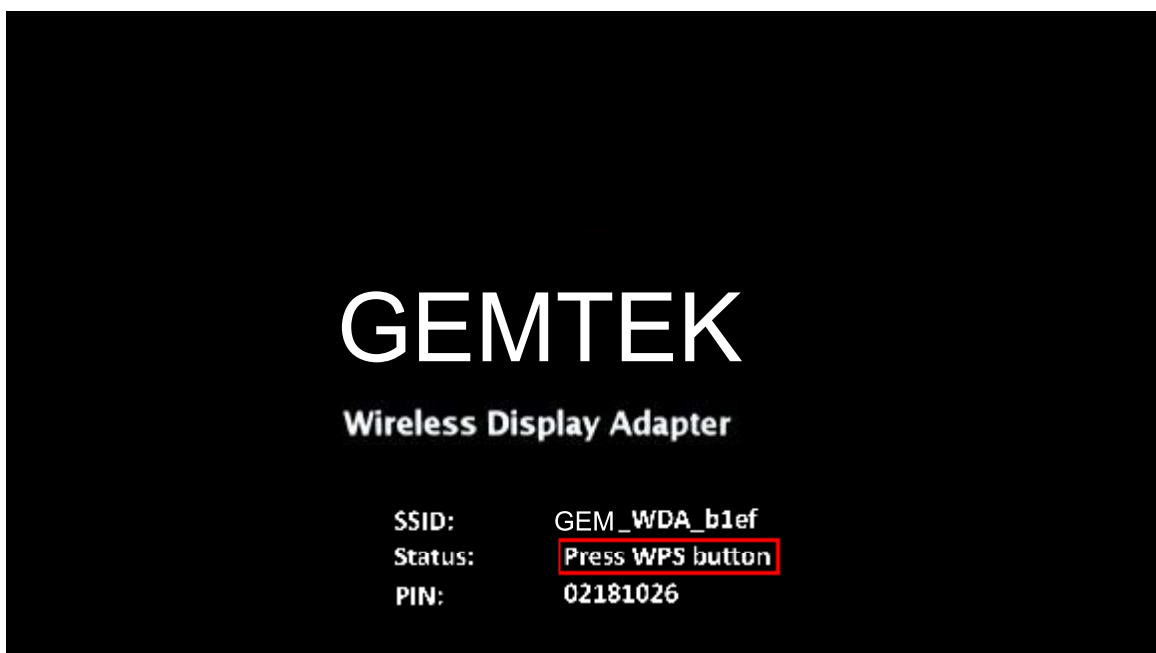 GEMTEK
Wireless Display Adapter
SSID: GEM_WDA_b1ef
Status: Press WPS button
PIN: 02181026